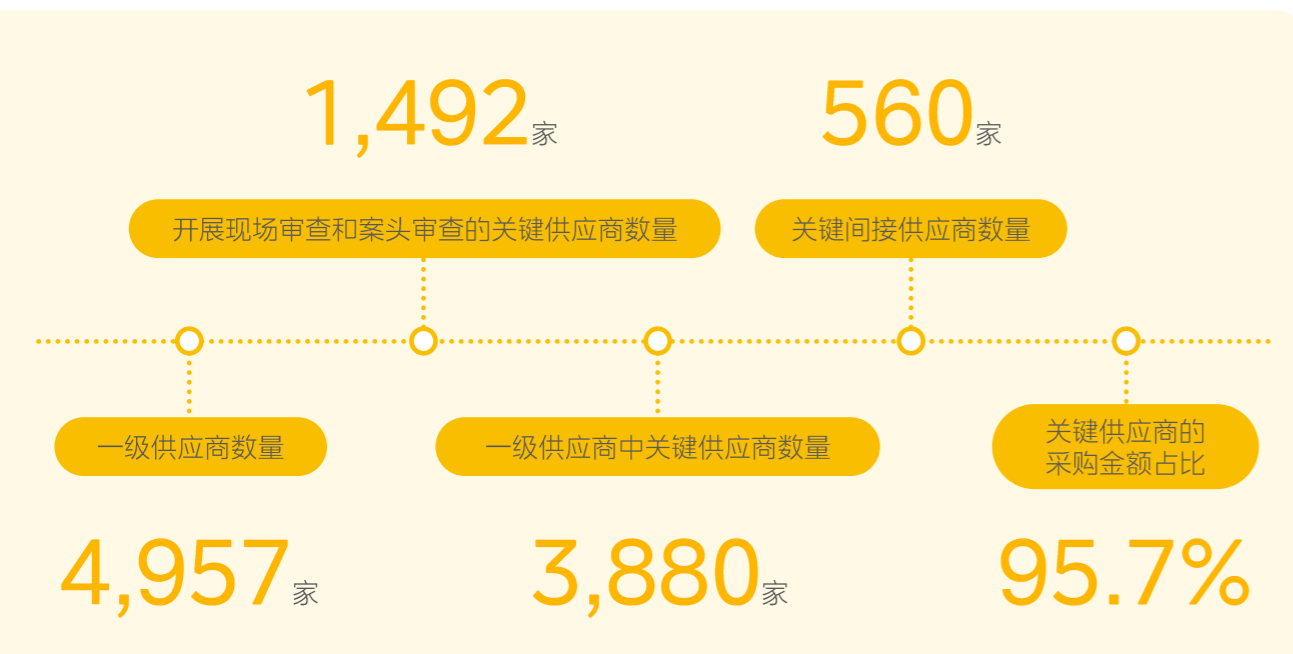 1,492家
560家
开展现场审查和案头审查的关键供应商数量
关键间接供应商数量
一级供应商数量
一级供应商中关键供应商数量
关键供应商的
采购金额占比
4,957家
3,880家
95.7%